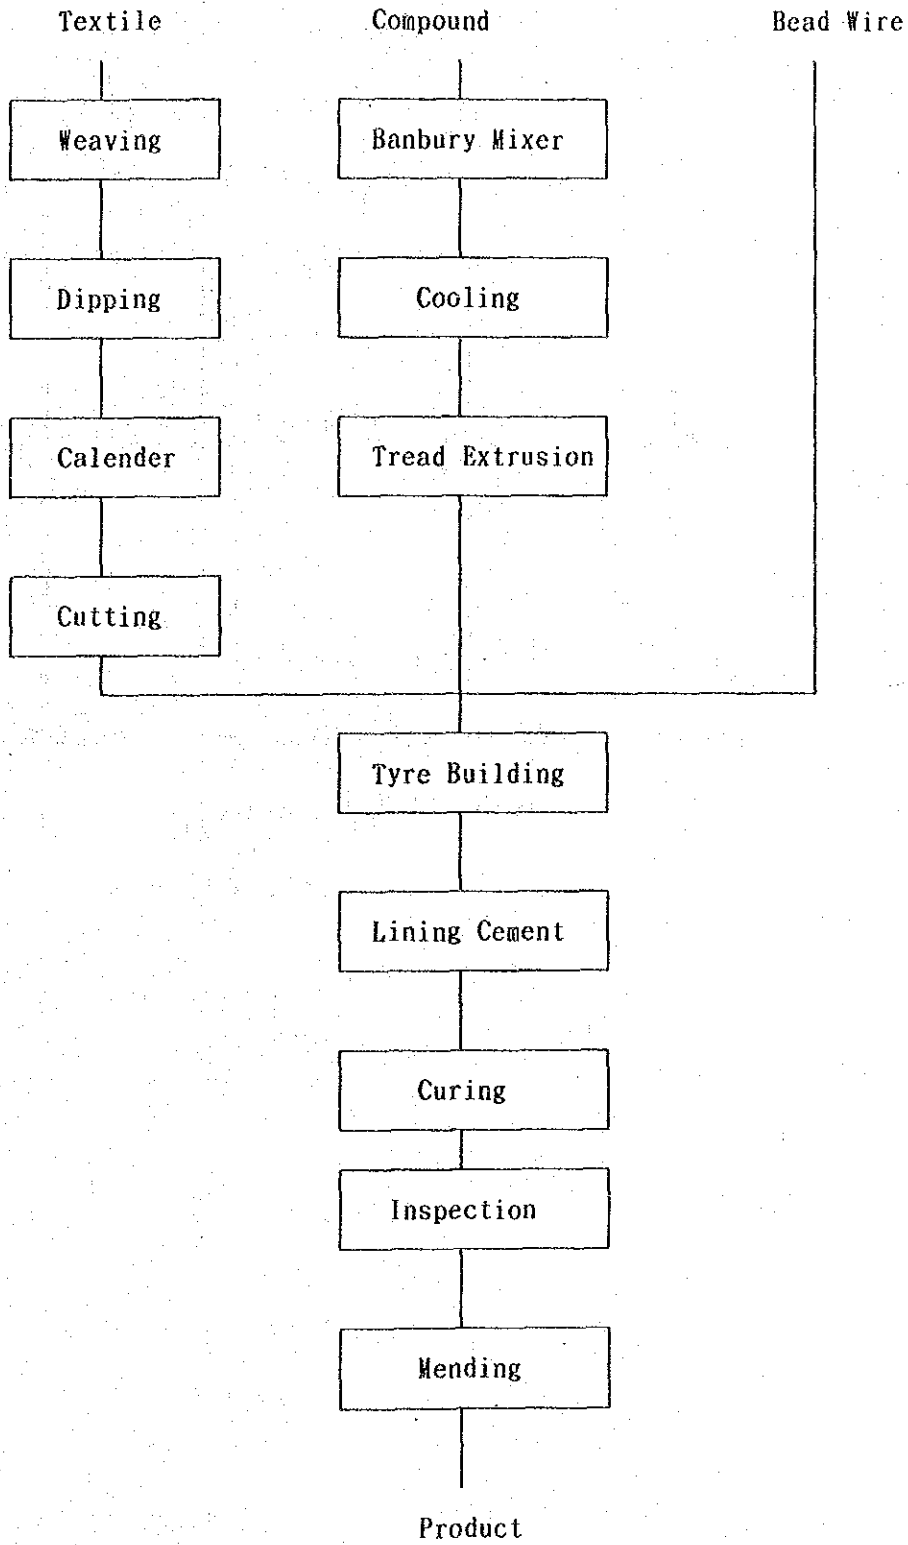 Textile Compound Bead Wire
Weaving Banbury Mixer
Dipping Cooling
Calender Tread Extrusion
Cutting
Tyre Building
Lining Cement
Curing
Inspection
Mending
Product